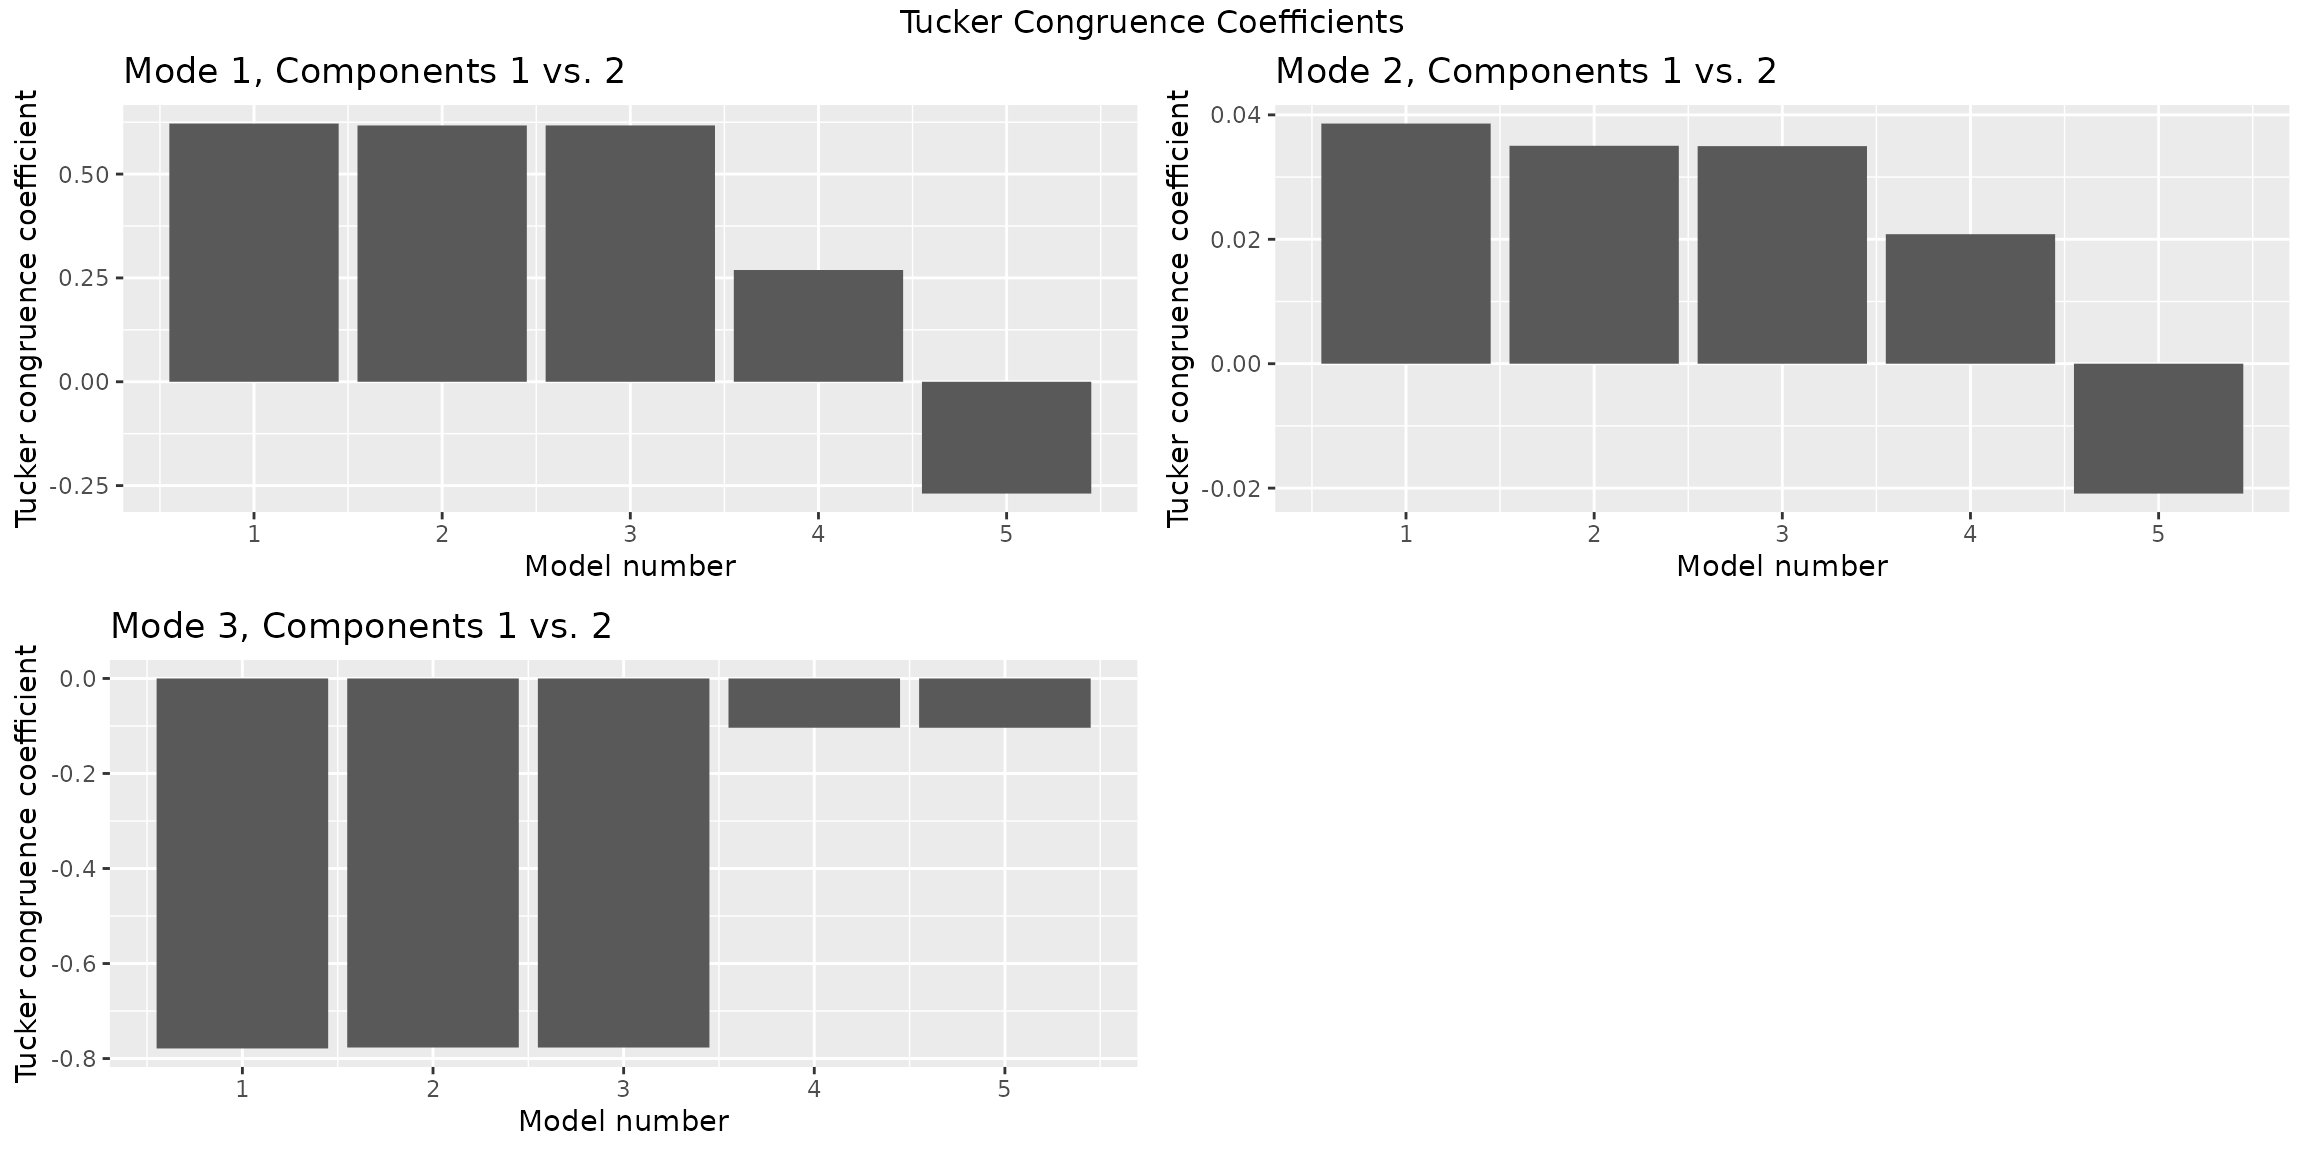 Tucker Congruence Coefficients
Mode 1, Components 1 vs. 2
Tucker congruence coefficient
0.50
0.25
0.00
-0.25
1 2 3 4 5
Model number
Mode 2, Components 1 vs. 2
Tucker congruence coefficient
0.04
0.02
0.00
-0.02
1 2 3 4 5
Model number
Mode 3, Components 1 vs. 2
Tucker congruence coefficient
0.0
-0.2
-0.4
-0.6
-0.8
1 2 3 4 5
Model number